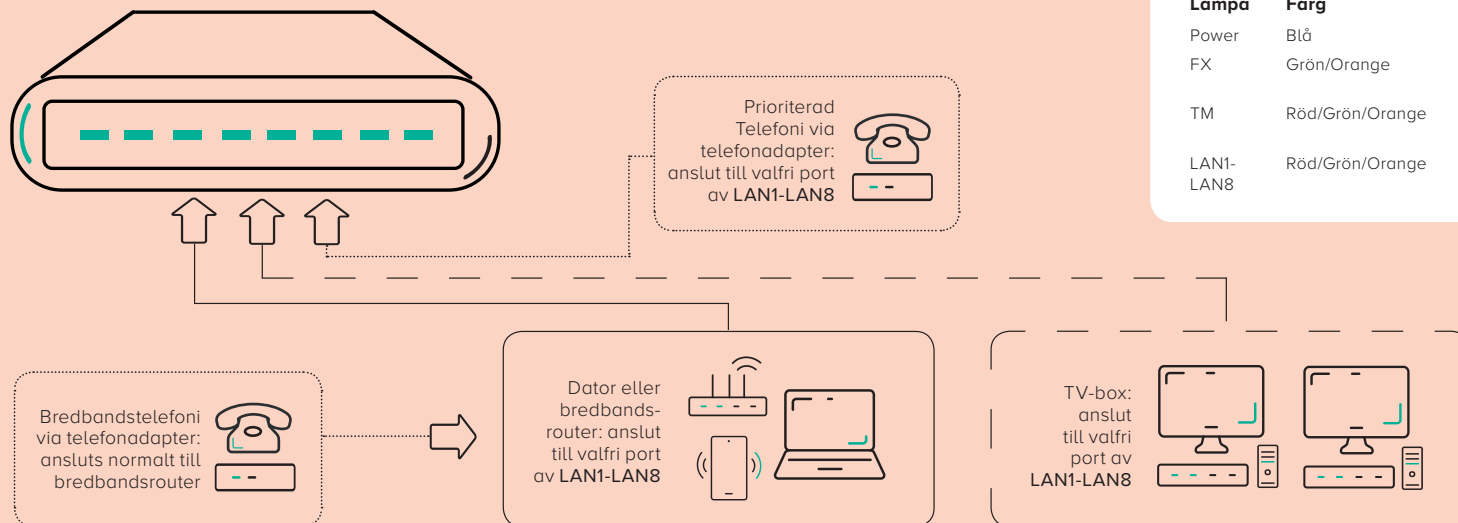 Lampa Färg
Power Blå
FX Grön/Orange
TM Röd/Grön/Orange
LAN1- Röd/Grön/Orange
LAN8
Prioriterad
Telefoni via
telefonadapter:
anslut till valfri port
av LAN1-LAN8
Bredbandstelefoni
via telefonadapter:
ansluts normalt till
bredbandsrouter
Dator eller
bredbands-
router: anslut
till valfri port
av LAN1-LAN8
TV-box:
anslut
till valfri
port av
LAN1-LAN8